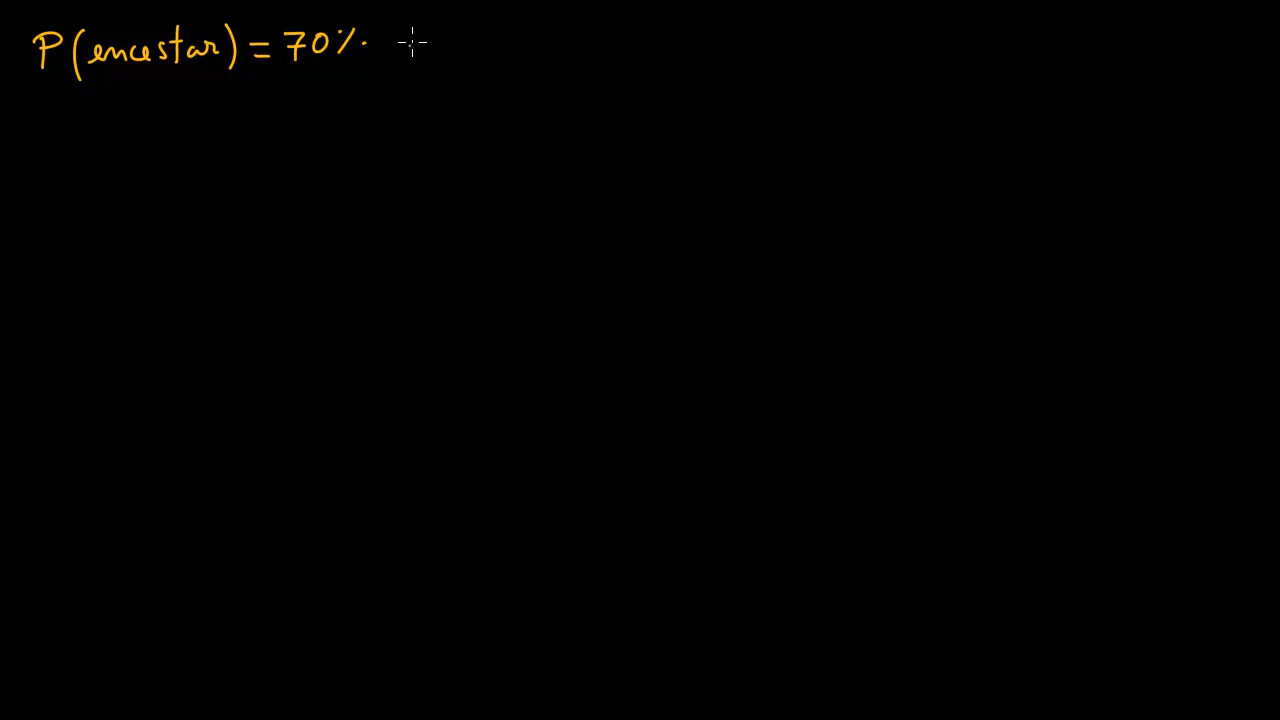 P(encestar) = 70%